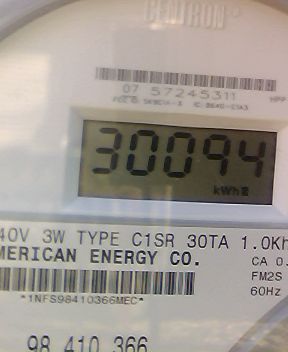 CENTRON®
07 57245311
30094
kWh
40V 3W TYPE C1SR 30TA 1.0Kh
MERICAN ENERGY CO.
CA 0.
FM2S
60Hz
*1NFS98410366MEC*
98 410 366